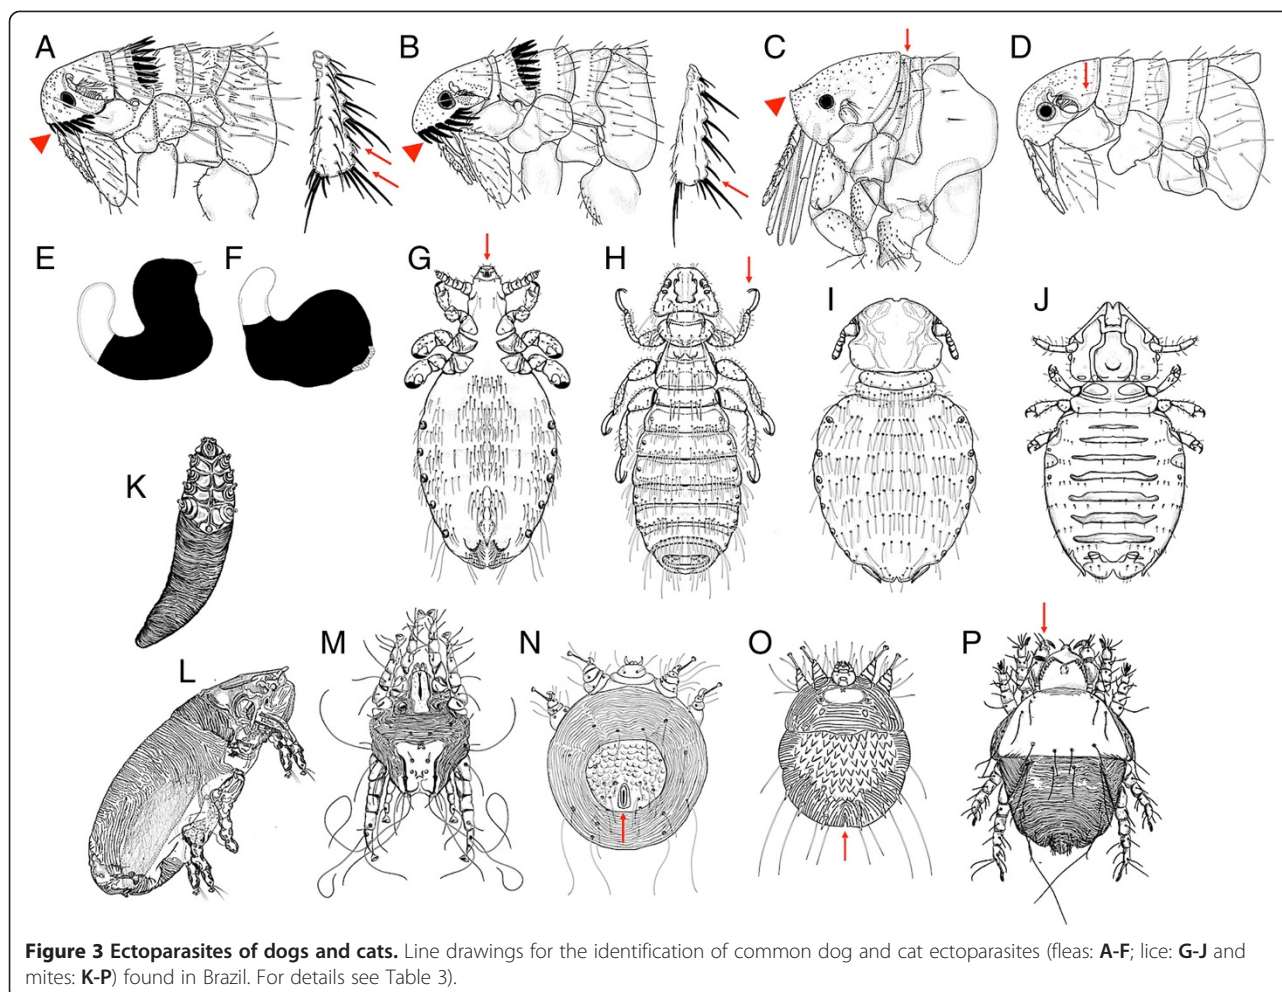 A B C D
E F G H I J
K
L M N O P
Figure 3 Ectoparasites of dogs and cats. Line drawings for the identification of common dog and cat ectoparasites (fleas: A-F; lice: G-J and
mites: K-P) found in Brazil. For details see Table 3).